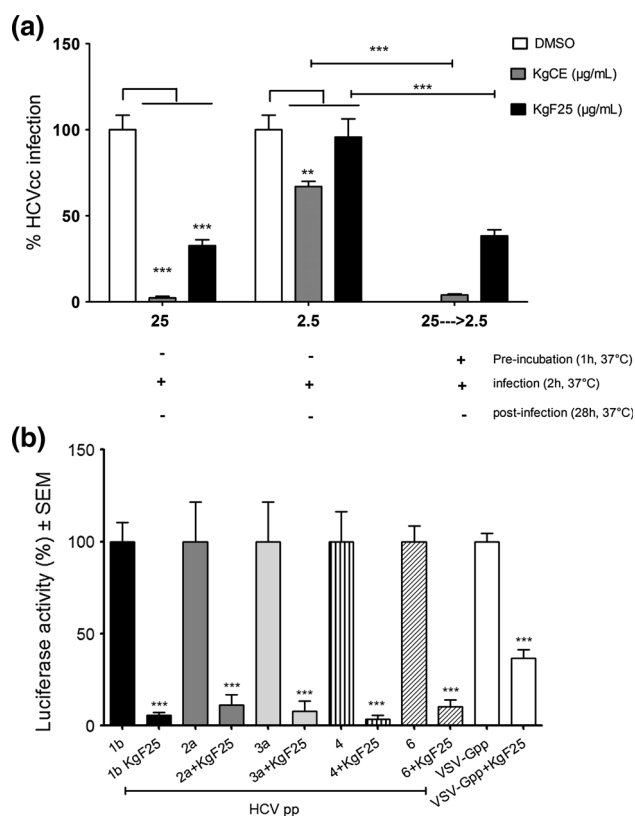 (a)
150
100
50
0
% HCVcc infection
***
***
**
***
***
DMSO
KgCE (µg/mL)
KgF25 (µg/mL)
25
2.5
25--->2.5
- - + Pre-incubation (1h, 37°C)
+ + + infection (2h, 37°C)
- - - post-infection (28h, 37°C)
(b)
150
100
50
0
Luciferase activity (%) ± SEM
***
***
***
***
***
***
1b
1b KgF25
2a
2a+KgF25
3a
3a+KgF25
4
4+KgF25
6
6+KgF25
VSV-Gpp
VSV-Gpp+KgF25
HCV pp